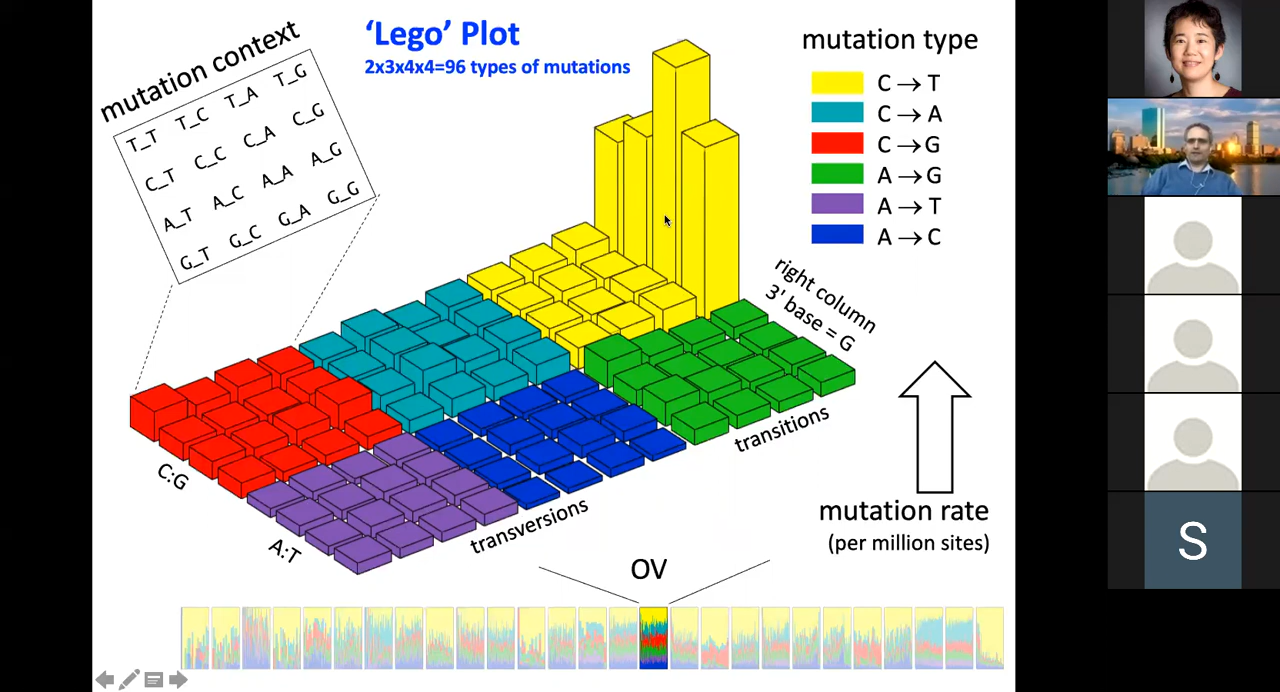 ‘Lego’ Plot
2x3x4x4=96 types of mutations
mutation context
T_T T_C T_A T_G
C_T C_C C_A C_G
A_T A_C A_A A_G
G_T G_C G_A G_G
mutation type
C → T
C → A
C → G
A → G
A → T
A → C
right column
3' base = G
C:G
A:T
transversions
transitions
mutation rate
(per million sites)
OV
S